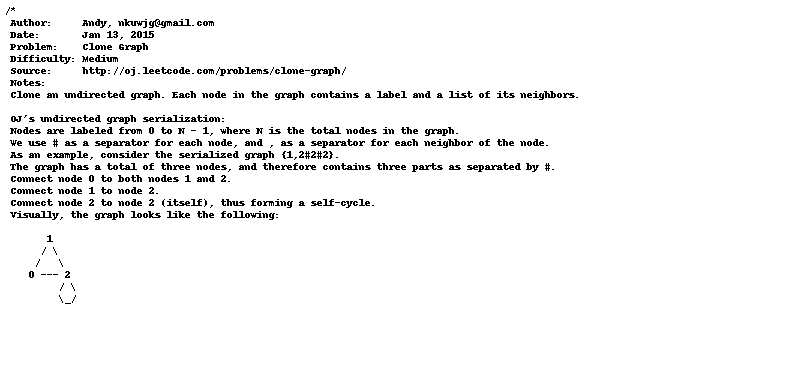 /*
 Author:     Andy, nkuwjg@gmail.com
 Date:       Jan 13, 2015
 Problem:    Clone Graph
 Difficulty: Medium
 Source:     http://oj.leetcode.com/problems/clone-graph/
 Notes:
 Clone an undirected graph. Each node in the graph contains a label and a list of its neighbors.

 OJ's undirected graph serialization:
 Nodes are labeled from 0 to N - 1, where N is the total nodes in the graph.
 We use # as a separator for each node, and , as a separator for each neighbor of the node.
 As an example, consider the serialized graph {1,2#2#2}.
 The graph has a total of three nodes, and therefore contains three parts as separated by #.
 Connect node 0 to both nodes 1 and 2.
 Connect node 1 to node 2.
 Connect node 2 to node 2 (itself), thus forming a self-cycle.
 Visually, the graph looks like the following:

       1
      / \
     /   \
    0 --- 2
         / \
         \_/